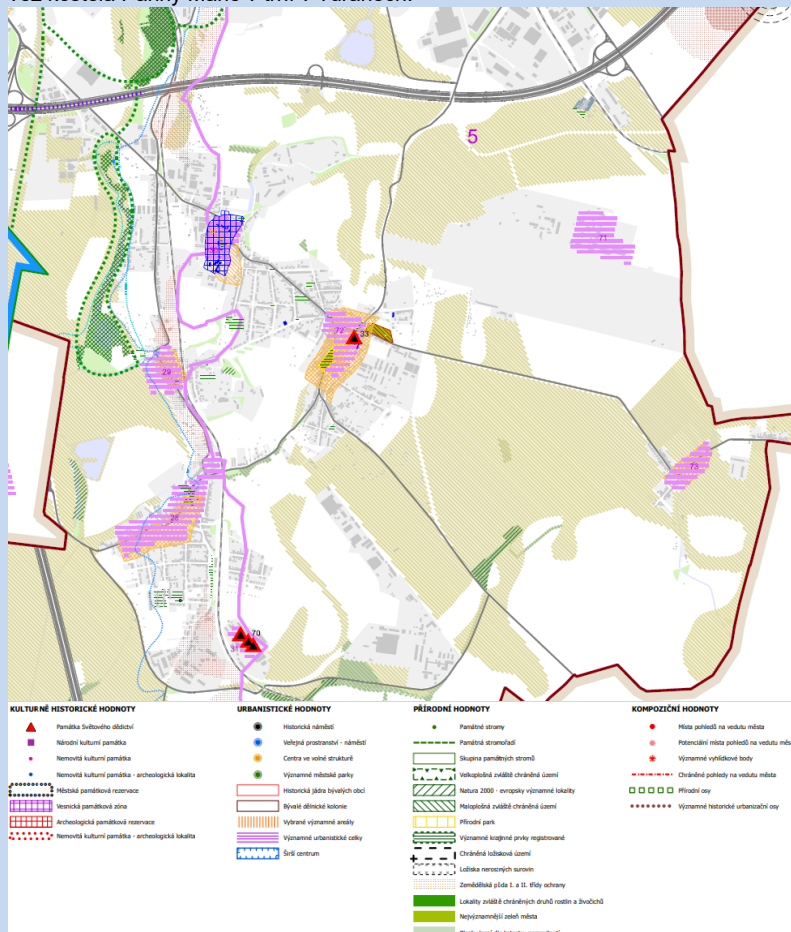 5
71
72
33
29
73
28
70
31
KULTURNĚ HISTORICKÉ HODNOTY
Památka Světového dědictví
Národní kulturní památka
Nemovitá kulturní památka
Nemovitá kulturní památka - archeologická lokalita
Městská památková rezervace
Vesnická památková zóna
Archeologická památková rezervace
Nemovitá kulturní památka - archeologická lokalita
URBANISTICKÉ HODNOTY
Historická náměstí
Veřejná prostranství - náměstí
Centra ve volné struktuře
Významné městské parky
Historická jádra bývalých obcí
Bývalé dělnické kolonie
Vybrané významné areály
Významné urbanistické celky
Širší centrum
PŘÍRODNÍ HODNOTY
Památné stromy
Památná stromořadí
Skupina památných stromů
Velkoplošná zvláště chráněná území
Natura 2000 - evropsky významné lokality
Maloplošná zvláště chráněná území
Přírodní park
Významné krajinné prvky registrované
Chráněná ložisková území
Ložiska nerostných surovin
Zemědělská půda I. a II. třídy ochrany
Lokality zvláště chráněných druhů rostlin a živočichů
Nejvýznamnější zeleň města
KOMPOZIČNÍ HODNOTY
Místa pohledů na vedutu města
Potenciální místa pohledů na vedutu měs
Významné vyhlídkové body
Chráněné pohledy na vedutu města
Přírodní osy
Významné historické urbanizační osy